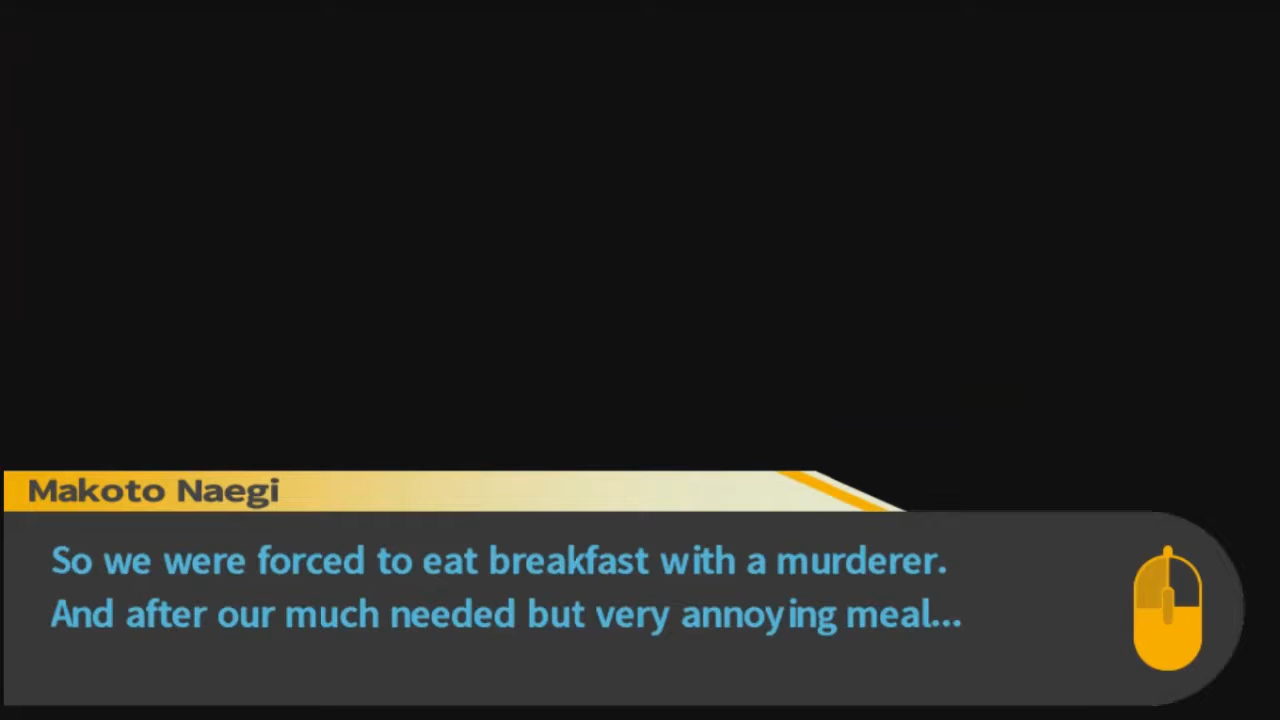 Makoto Naegi
So we were forced to eat breakfast with a murderer.
And after our much needed but very annoying meal...